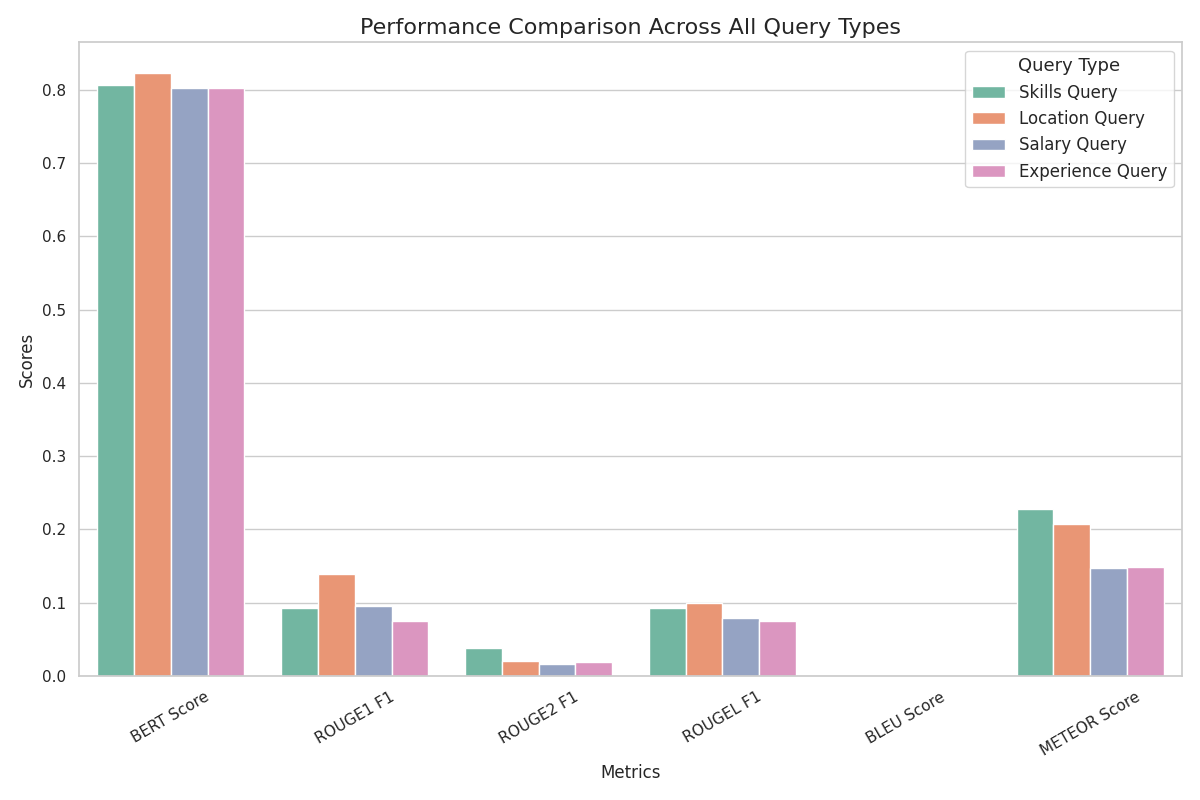 Performance Comparison Across All Query Types
Query Type
Skills Query
Location Query
Salary Query
Experience Query
Scores
0.8
0.7
0.6
0.5
0.4
0.3
0.2
0.1
0.0
BERT Score
ROUGE1 F1
ROUGE2 F1
ROUGEL F1
BLEU Score
METEOR Score
Metrics